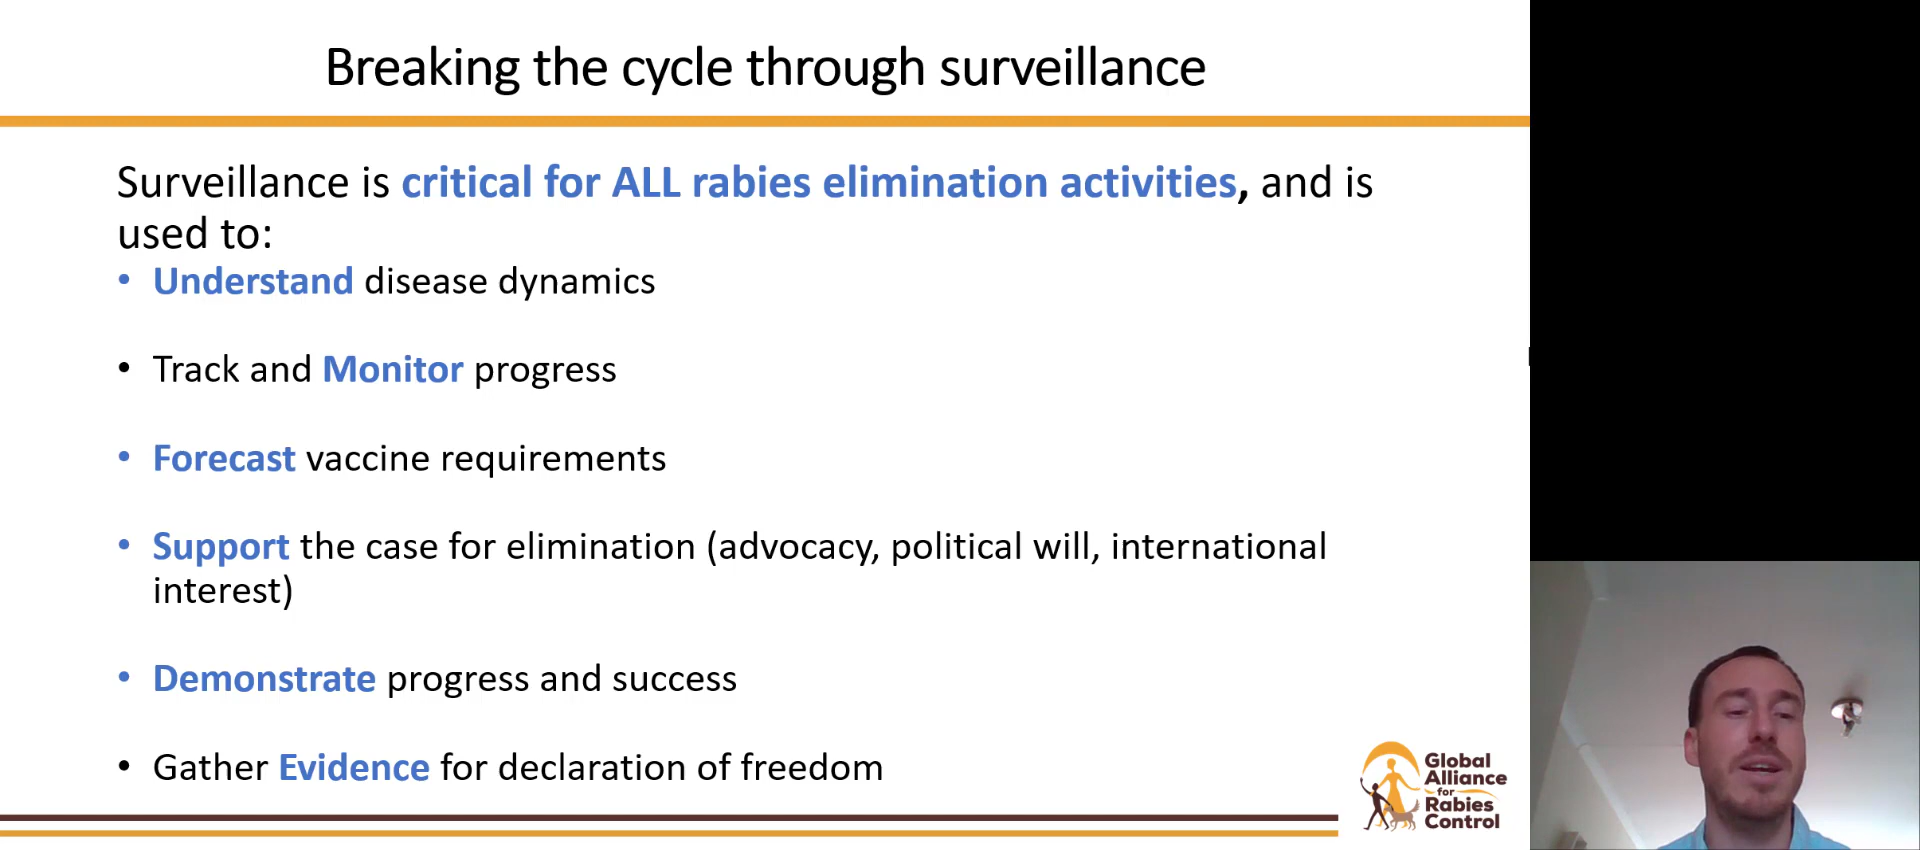 Breaking the cycle through surveillance
Surveillance is critical for ALL rabies elimination activities, and is
used to:
• Understand disease dynamics
• Track and Monitor progress
• Forecast vaccine requirements
• Support the case for elimination (advocacy, political will, international
interest)
• Demonstrate progress and success
• Gather Evidence for declaration of freedom
Global
Alliance
for
Rabies
Control